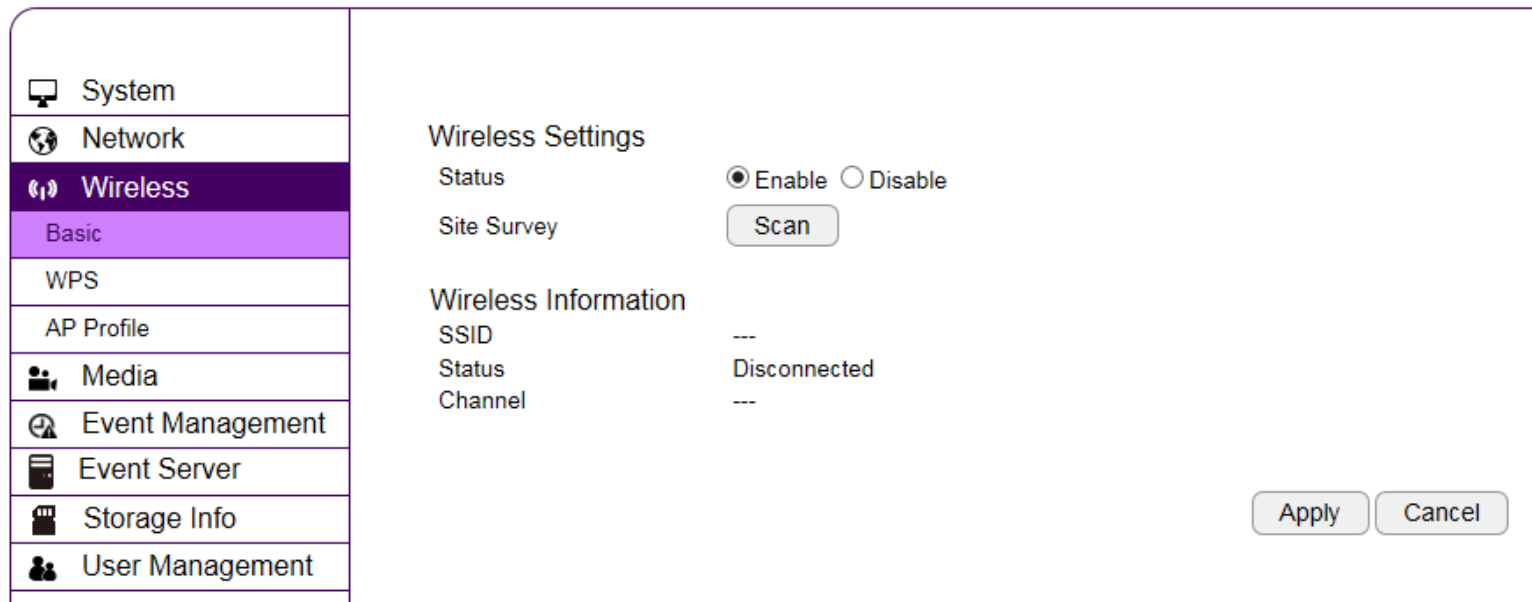 System
Network
Wireless
Basic
WPS
AP Profile
Media
Event Management
Event Server
Storage Info
User Management
Wireless Settings
Status Enable Disable
Site Survey Scan
Wireless Information
SSID ---
Status Disconnected
Channel ---
Apply Cancel